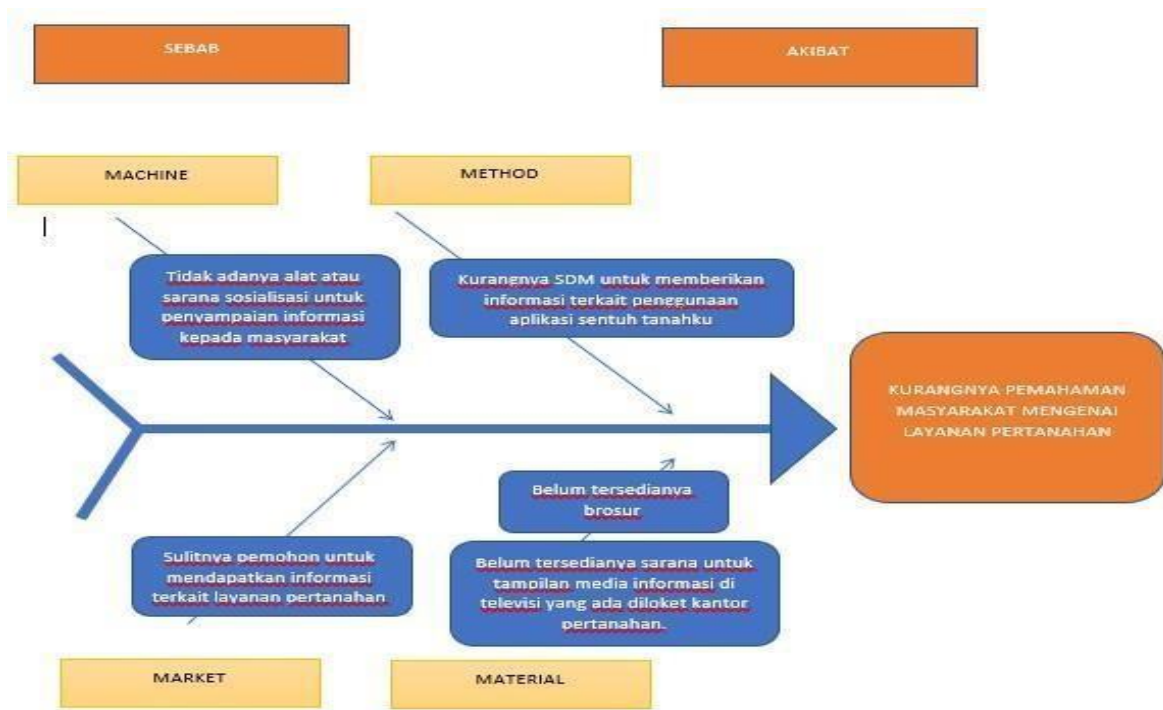 SEBAB
AKIBAT
MACHINE
METHOD
Tidak adanya alat atau
sarana sosialisasi untuk
penyampaian informasi
kepada masyarakat
Kurangnya SDM untuk memberikan
informasi terkait penggunaan
aplikasi sentuh tanahku
KURANGNYA PEMAHAMAN
MASYARAKAT MENGENAI
LAYANAN PERTANAHAN
Belum tersedianya
brosur
Sulitnya pemohon untuk
mendapatkan informasi
terkait layanan pertanahan
Belum tersedianya sarana untuk
tampilan media informasi di
televisi yang ada diloket kantor
pertanahan.
MARKET
MATERIAL